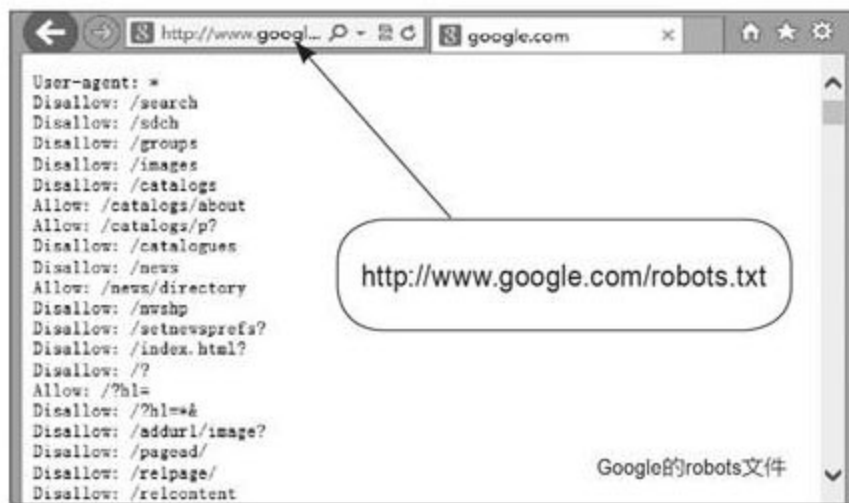 http://www.googl...
google.com
User-agent: *
Disallow: /search
Disallow: /sdch
Disallow: /groups
Disallow: /images
Disallow: /catalogs
Allow: /catalogs/about
Allow: /catalogs/p?
Disallow: /catalogues
Disallow: /news
Allow: /news/directory
Disallow: /nwshp
Disallow: /setnewsprefs?
Disallow: /index.html?
Disallow: /?
Allow: /?hl=
Disallow: /?hl=*&
Disallow: /addurl/image?
Disallow: /pagead/
Disallow: /relpage/
Disallow: /relcontent
http://www.google.com/robots.txt
Google的robots文件